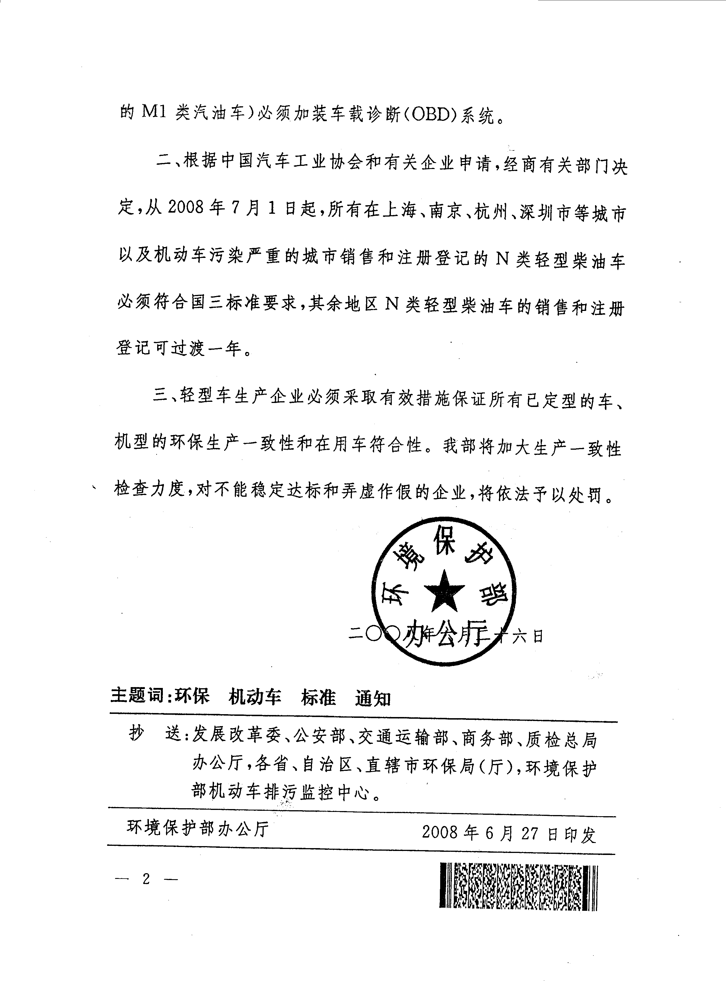 的 M1 类汽油车)必须加装车载诊断(OBD)系统。
二、根据中国汽车工业协会和有关企业申请,经商有关部门决
定,从 2008 年 7 月 1 日起,所有在上海、南京、杭州、深圳市等城市
以及机动车污染严重的城市销售和注册登记的 N 类轻型柴油车
必须符合国三标准要求,其余地区 N 类轻型柴油车的销售和注册
登记可过渡一年。
三、轻型车生产企业必须采取有效措施保证所有已定型的车、
机型的环保生产一致性和在用车符合性。我部将加大生产一致性
检查力度,对不能稳定达标和弄虚作假的企业,将依法予以处罚。
环境保护部
办公厅
二〇〇八年六月二十六日
主题词:环保 机动车 标准 通知
抄 送:发展改革委、公安部、交通运输部、商务部、质检总局
办公厅,各省、自治区、直辖市环保局(厅),环境保护
部机动车排污监控中心。
环境保护部办公厅 2008 年 6 月 27 日印发
— 2 —